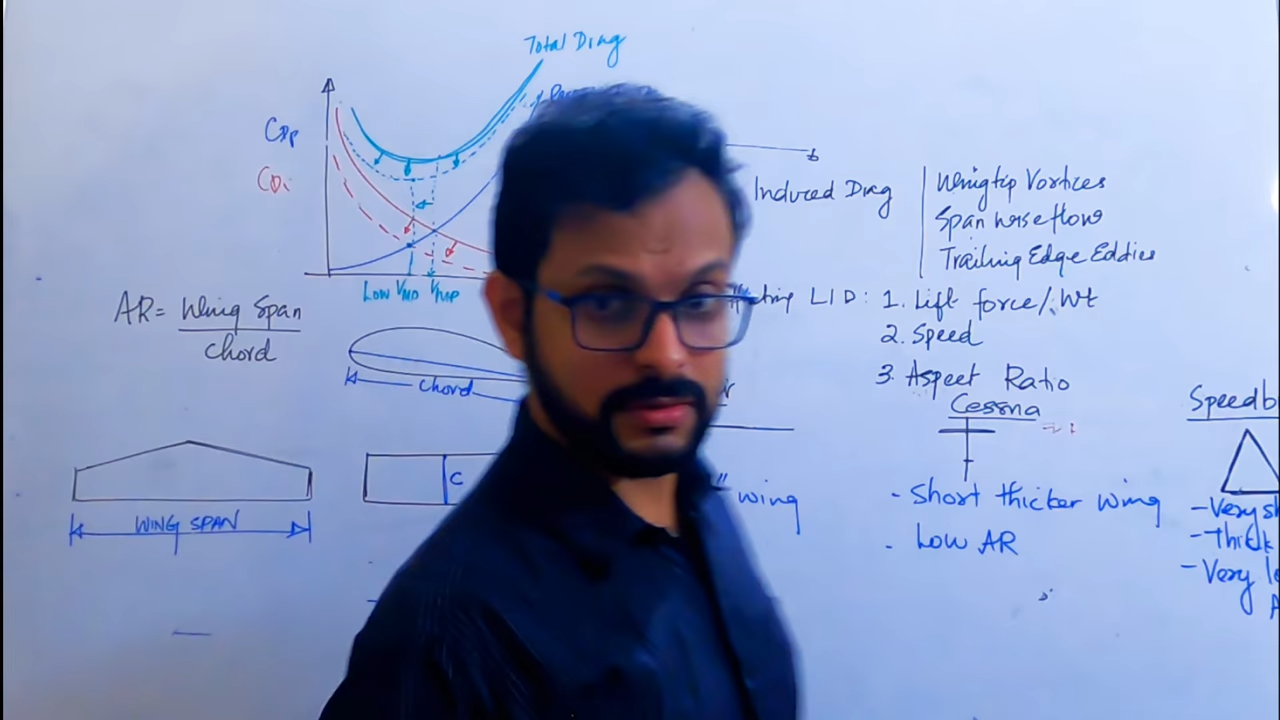 Total Drag
CDp
CDi
Low VMD VIMD
Induced Drag
Wingtip Vortices
Span wise flow
Trailing Edge Eddies
LID: 1. Lift force/Wt
2. Speed
3. Aspect Ratio
AR= Wing Span
Chord
Chord
Cessna
- Short thicker wing
- Low AR
Speedb
- Very
- Thick
- Very
C
wing
WING SPAN